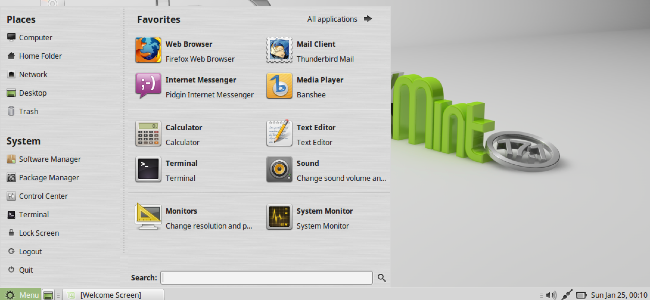 Places
Computer
Home Folder
Network
Desktop
Trash
System
Software Manager
Package Manager
Control Center
Terminal
Lock Screen
Logout
Quit
Favorites
All applications
Web Browser
Firefox Web Browser
Mail Client
Thunderbird Mail
Internet Messenger
Pidgin Internet Messenger
Media Player
Banshee
Calculator
Calculator
Text Editor
Text Editor
Terminal
Terminal
Sound
Change sound volume an...
Monitors
Change resolution and p...
System Monitor
System Monitor
Search:
Mint
17.1
Menu
[Welcome Screen]
Sun Jan 25, 00:10